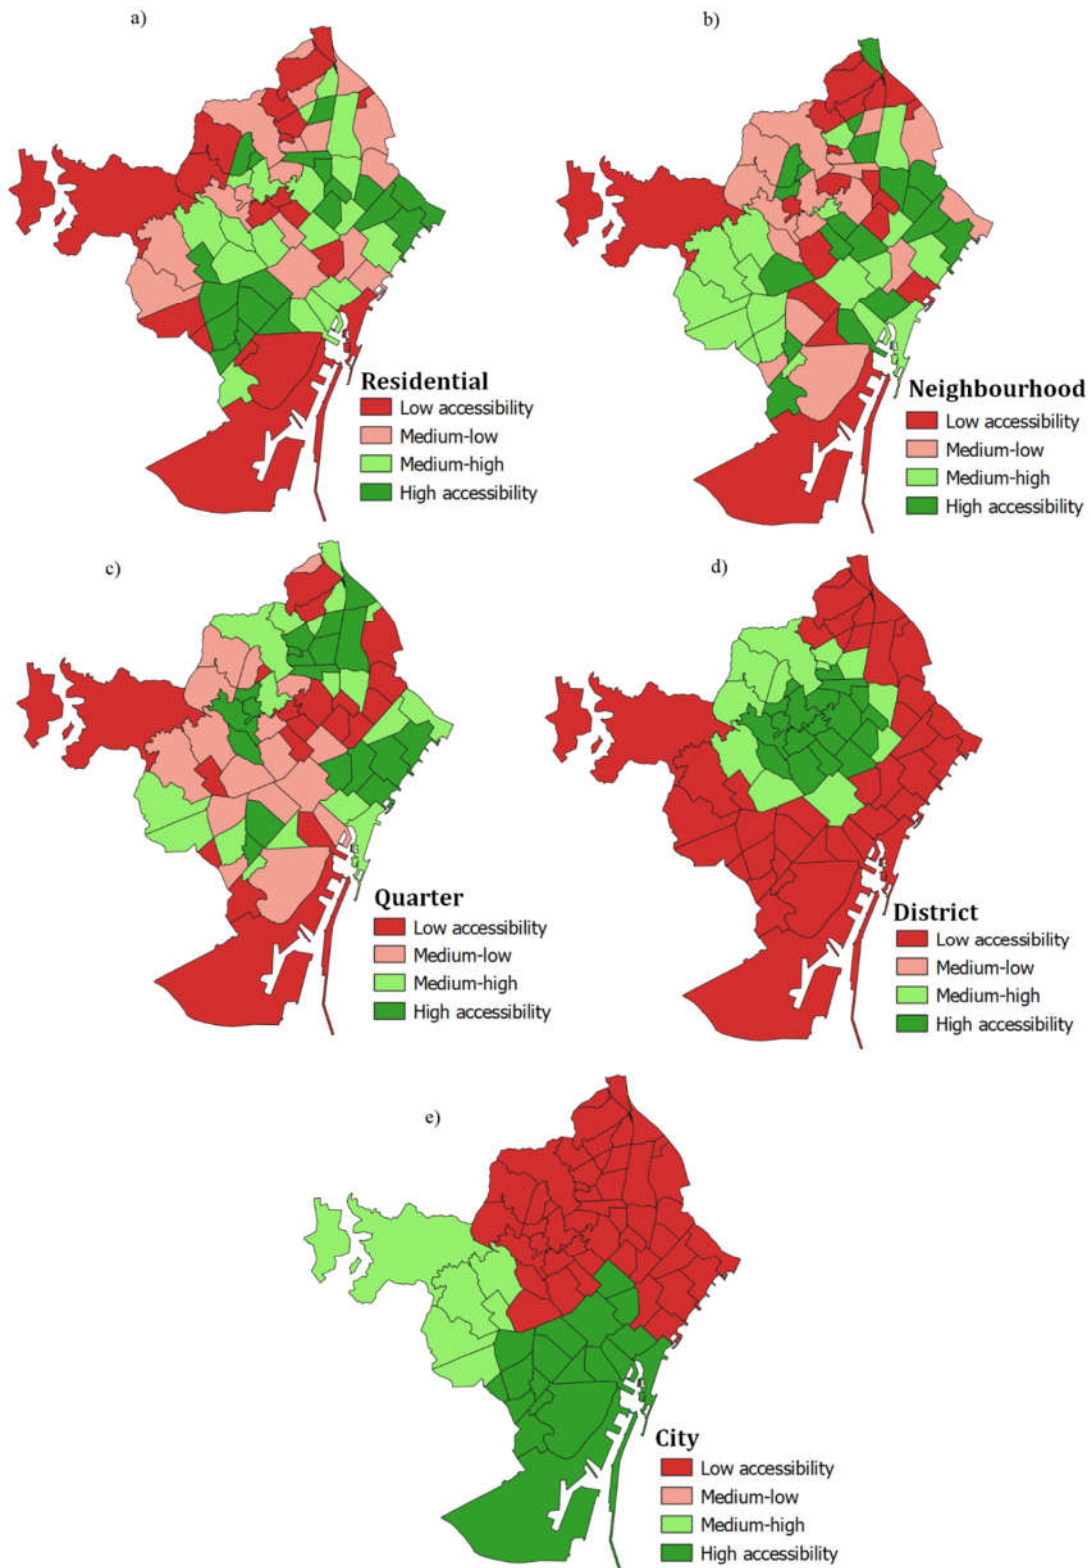 a)
Residential
Low accessibility
Medium-low
Medium-high
High accessibility
b)
Neighbourhood
Low accessibility
Medium-low
Medium-high
High accessibility
c)
Quarter
Low accessibility
Medium-low
Medium-high
High accessibility
d)
District
Low accessibility
Medium-low
Medium-high
High accessibility
e)
City
Low accessibility
Medium-low
Medium-high
High accessibility